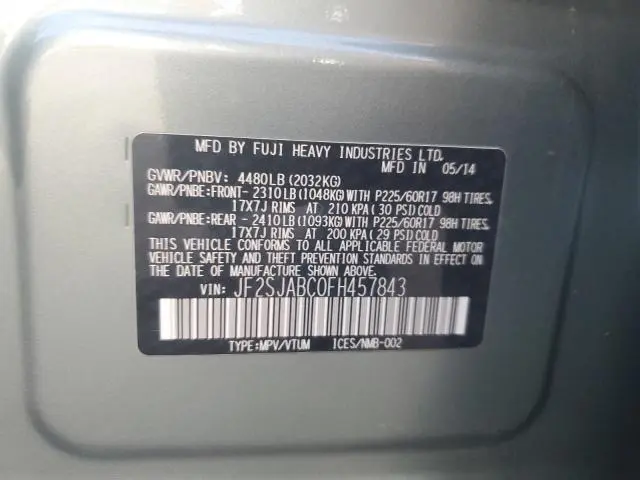 MFD BY FUJI HEAVY INDUSTRIES LTD.
MFD IN 05/14
GVWR/PNBV: 4480LB (2032KG)
GAWR/PNBE:FRONT- 2310LB (1048KG) WITH P225/60R17 98H TIRES,
17X7J RIMS AT 210 KPA ( 30 PSI) COLD
GAWR/PNBE:REAR - 2410LB (1093KG) WITH P225/60R17 98H TIRES,
17X7J RIMS AT 200 KPA ( 29 PSI) COLD
THIS VEHICLE CONFORMS TO ALL APPLICABLE FEDERAL MOTOR
VEHICLE SAFETY AND THEFT PREVENTION STANDARDS IN EFFECT ON THE
DATE OF MANUFACTURE SHOWN ABOVE.
VIN: JF2SJABC0FH457843
TYPE:MPV/VTUM ICES/NMB-002